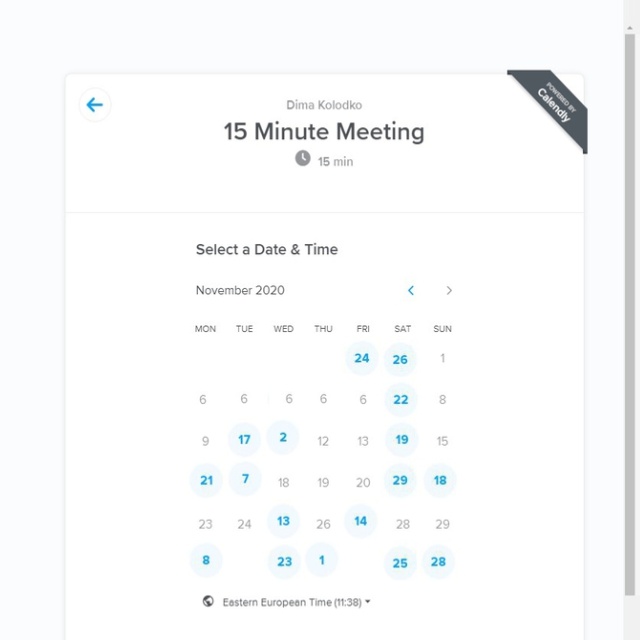 POWERED BY
Calendly
Dima Kolodko
15 Minute Meeting
15 min
Select a Date & Time
November 2020
MON TUE WED THU FRI SAT SUN
24 26 1
6 6 6 6 6 22 8
9 17 2 12 13 19 15
21 7 18 19 20 29 18
23 24 13 26 14 28 29
8 23 1 25 28
Eastern European Time (11:38)